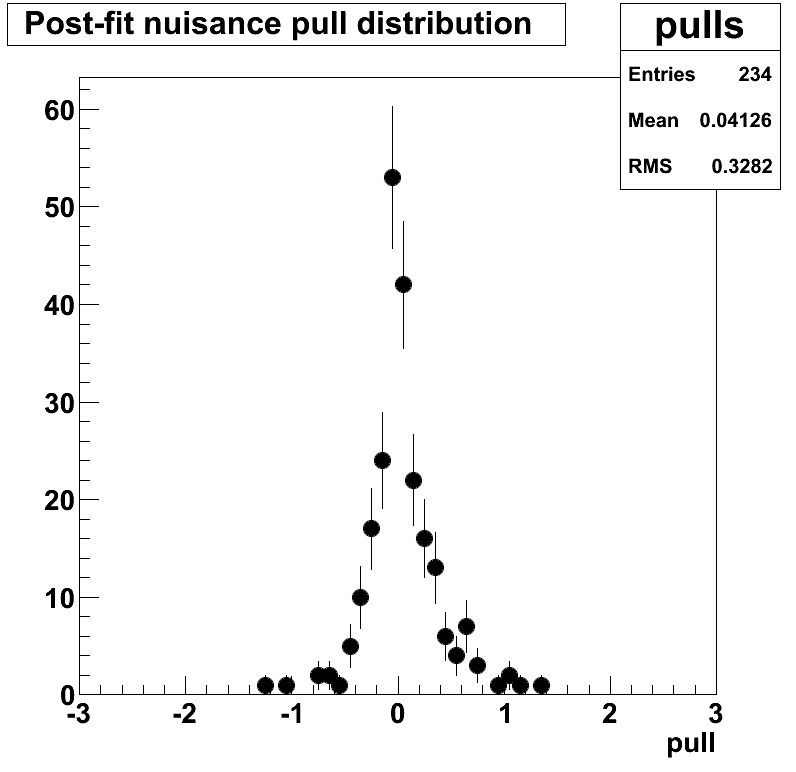 Post-fit nuisance pull distribution
pulls
Entries 234
Mean 0.04126
RMS 0.3282
60
50
40
30
20
10
0
-3 -2 -1 0 1 2 3
pull